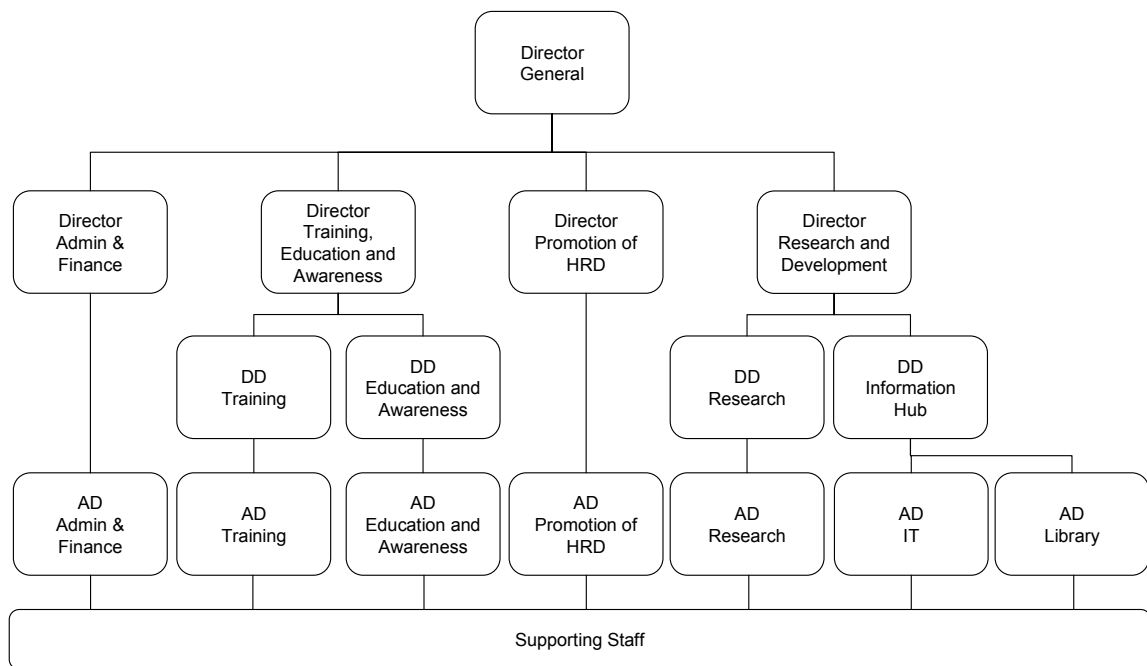 Director
General
Director
Admin &
Finance
Director
Training,
Education and
Awareness
Director
Promotion of
HRD
Director
Research and
Development
DD
Training
DD
Education and
Awareness
DD
Research
DD
Information
Hub
AD
Admin &
Finance
AD
Training
AD
Education and
Awareness
AD
Promotion of
HRD
AD
Research
AD
IT
AD
Library
Supporting Staff